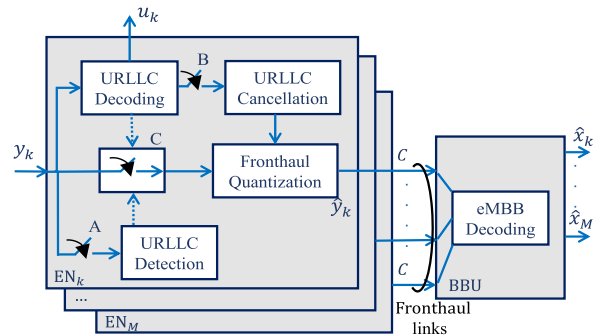 u_k
URLLC
Decoding
B
URLLC
Cancellation
y_k
C
Fronthaul
Quantization
ŷ_k
A
URLLC
Detection
EN_k
...
EN_M
C
C
Fronthaul
links
eMBB
Decoding
BBU
x̂_k
x̂_M